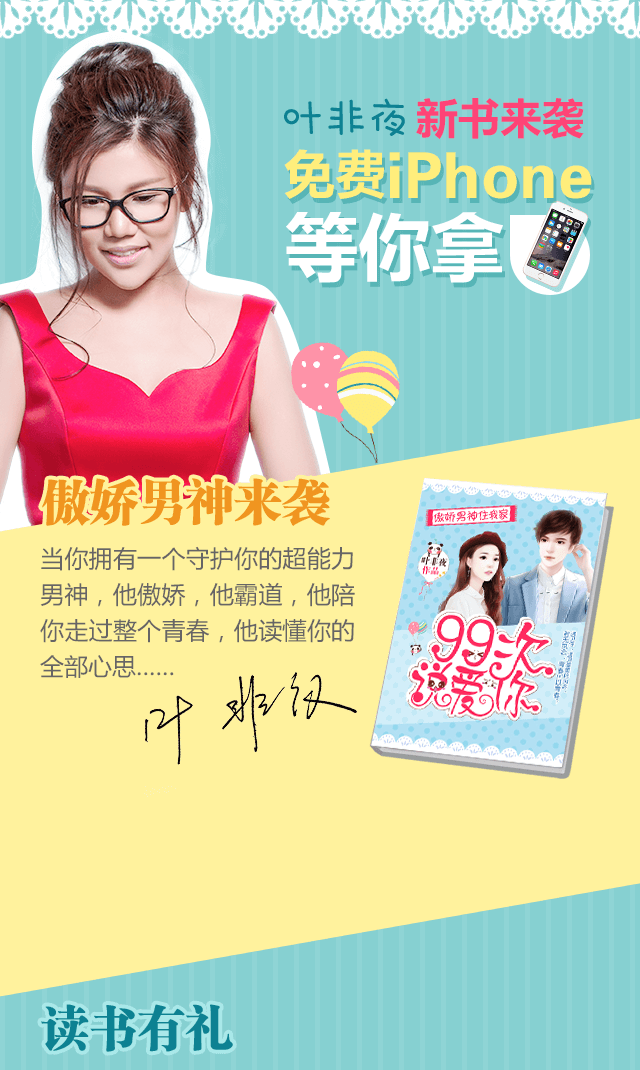 叶非夜 新书来袭
免费iPhone
等你拿
傲娇男神来袭
当你拥有一个守护你的超能力
男神，他傲娇，他霸道，他陪
你走过整个青春，他读懂你的
全部心思......
叶非夜
傲娇男神住我家
叶非夜
作品
99次
说爱你
读书有礼